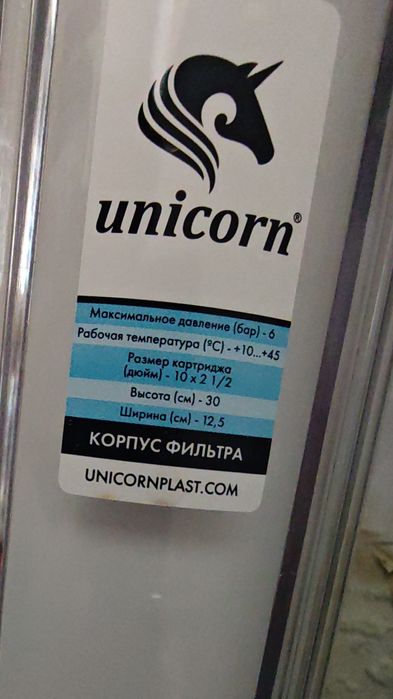 unicorn®
Максимальное давление (бар) - 6
Рабочая температура (ºС) - +10...+45
Размер картриджа
(дюйм) - 10 x 2 1/2
Высота (см) - 30
Ширина (см) - 12,5
КОРПУС ФИЛЬТРА
UNICORNPLAST.COM